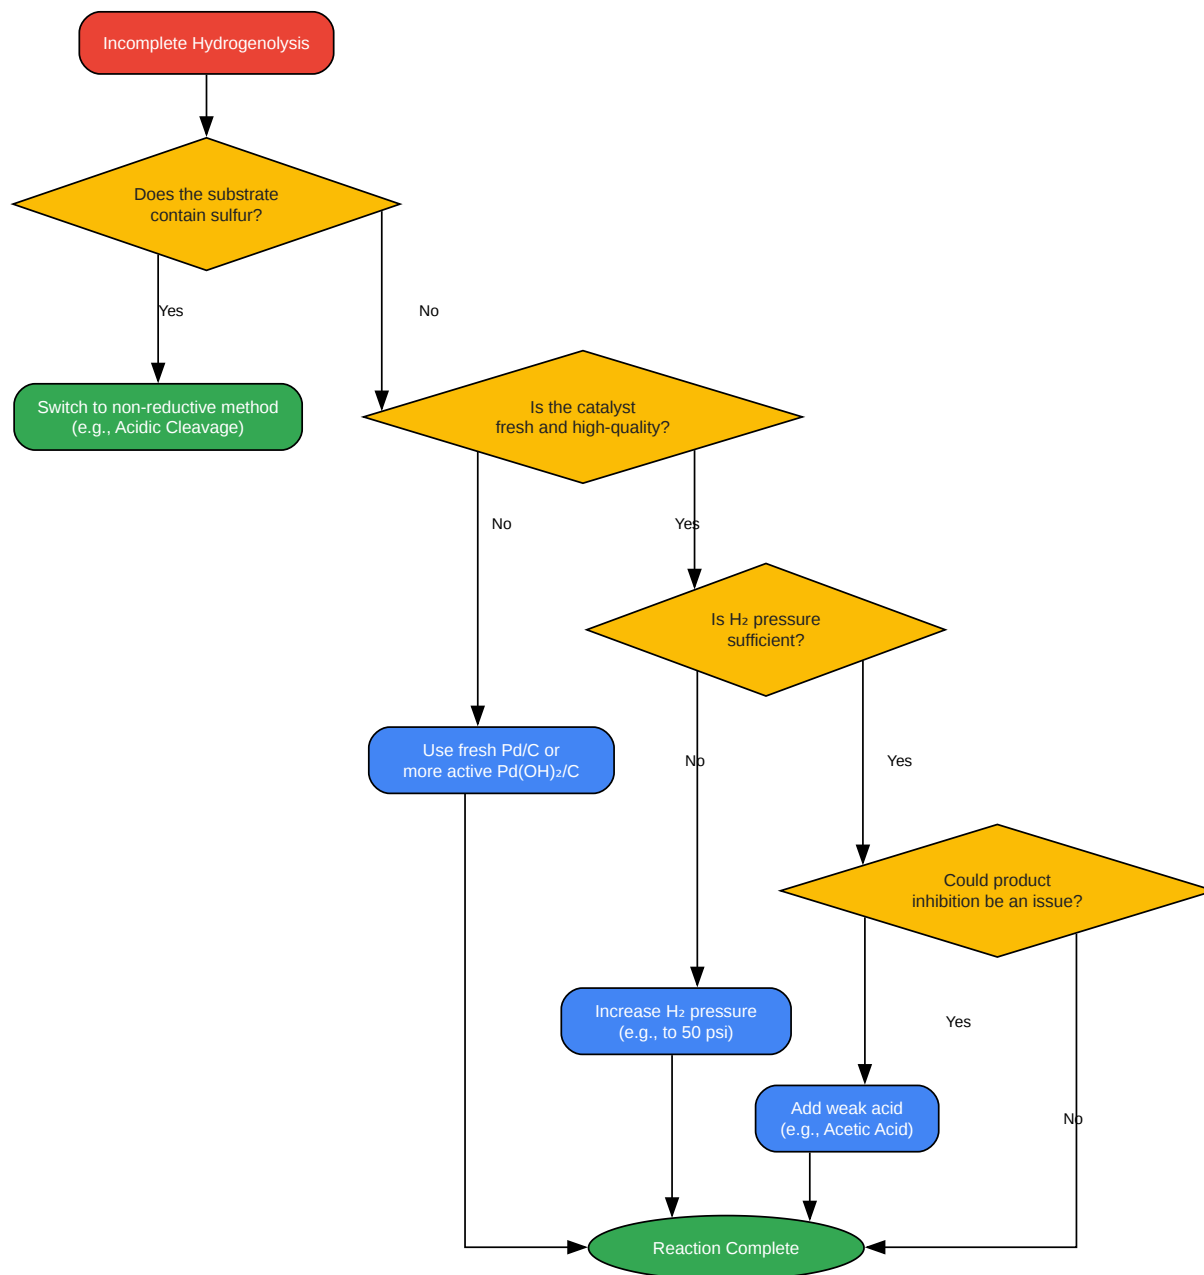 Incomplete Hydrogenolysis
Does the substrate
contain sulfur?
Yes
No
Switch to non-reductive method
(e.g., Acidic Cleavage)
Is the catalyst
fresh and high-quality?
No
Yes
Is H₂ pressure
sufficient?
Use fresh Pd/C or
more active Pd(OH)₂/C
No
Yes
Could product
inhibition be an issue?
Increase H₂ pressure
(e.g., to 50 psi)
Yes
Add weak acid
(e.g., Acetic Acid)
No
Reaction Complete